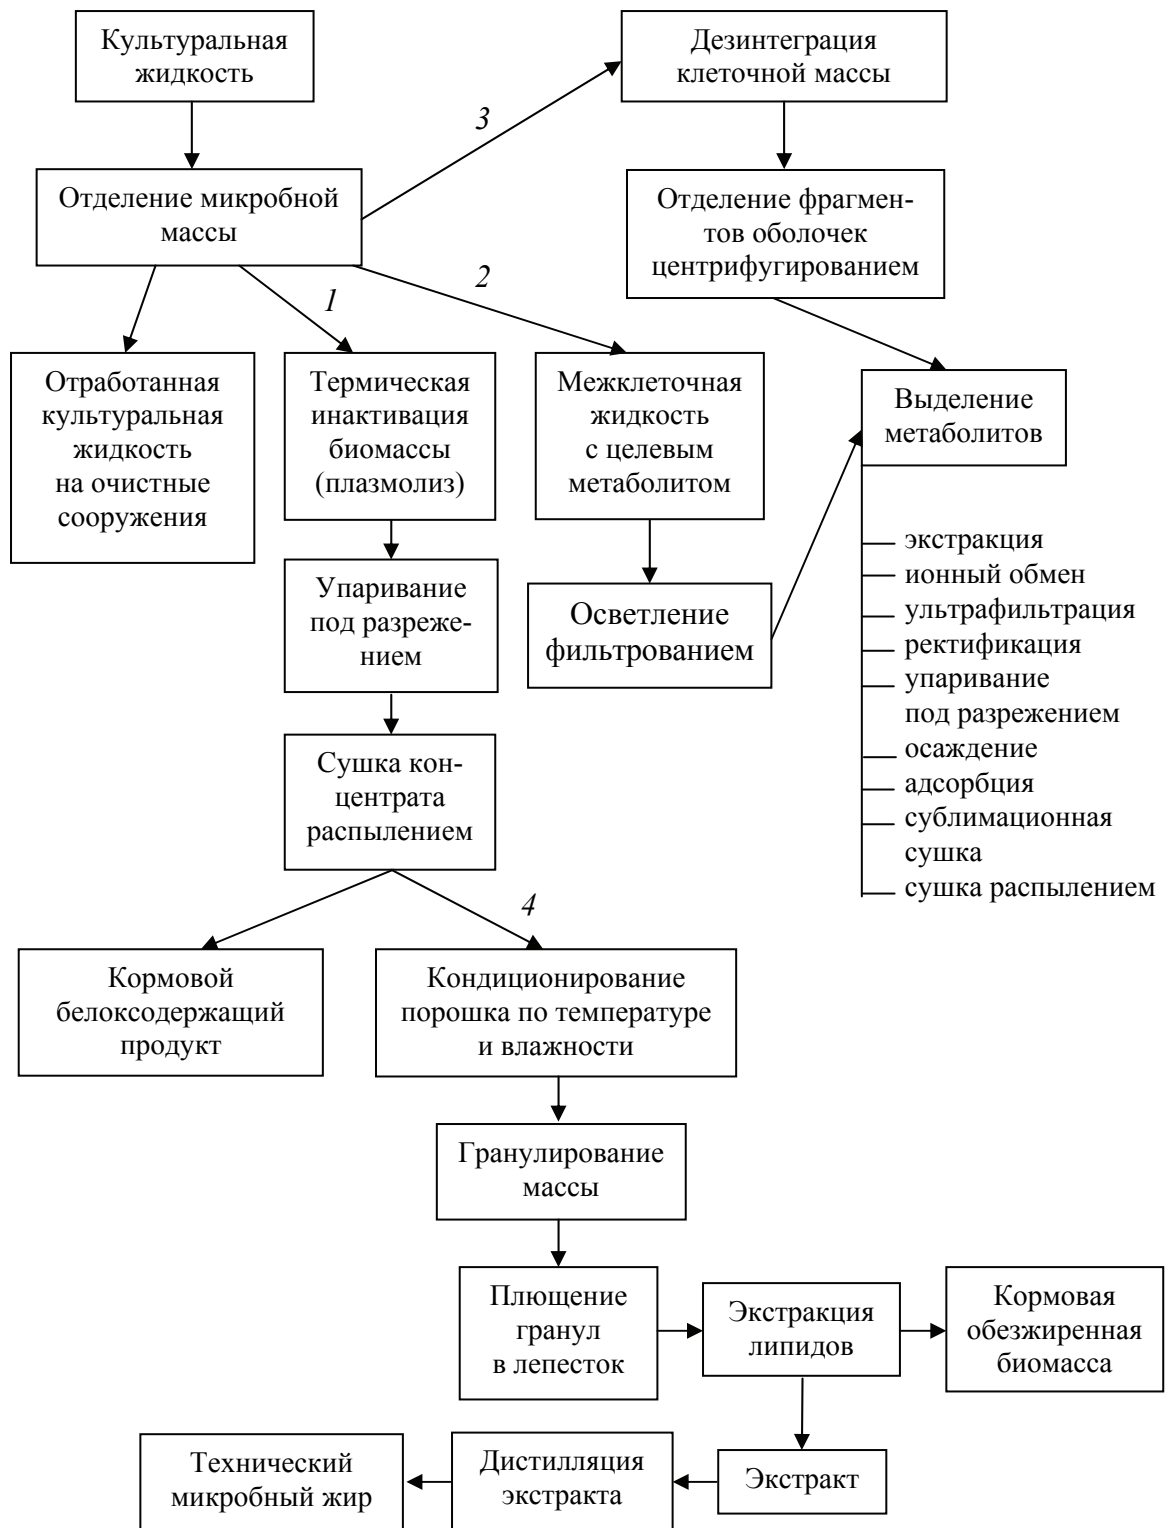 Культуральная
жидкость
Дезинтеграция
клеточной массы
3
Отделение микробной
массы
Отделение фрагмен-
тов оболочек
центрифугированием
1
2
Отработанная
культуральная
жидкость
на очистные
сооружения
Термическая
инактивация
биомассы
(плазмолиз)
Межклеточная
жидкость
с целевым
метаболитом
Выделение
метаболитов
Упаривание
под разреже-
нием
Осветление
фильтрованием
экстракция
ионный обмен
ультрафильтрация
ректификация
упаривание
под разрежением
осаждение
адсорбция
сублимационная
сушка
сушка распылением
Сушка кон-
центрата
распылением
4
Кормовой
белоксодержащий
продукт
Кондиционирование
порошка по температуре
и влажности
Гранулирование
массы
Плющение
гранул
в лепесток
Экстракция
липидов
Кормовая
обезжиренная
биомасса
Технический
микробный жир
Дистилляция
экстракта
Экстракт